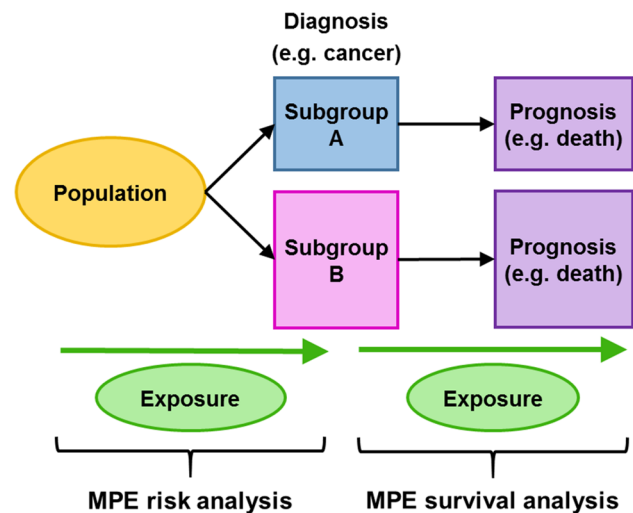 Diagnosis
(e.g. cancer)
Subgroup
A
Prognosis
(e.g. death)
Population
Subgroup
B
Prognosis
(e.g. death)
Exposure
Exposure
MPE risk analysis
MPE survival analysis